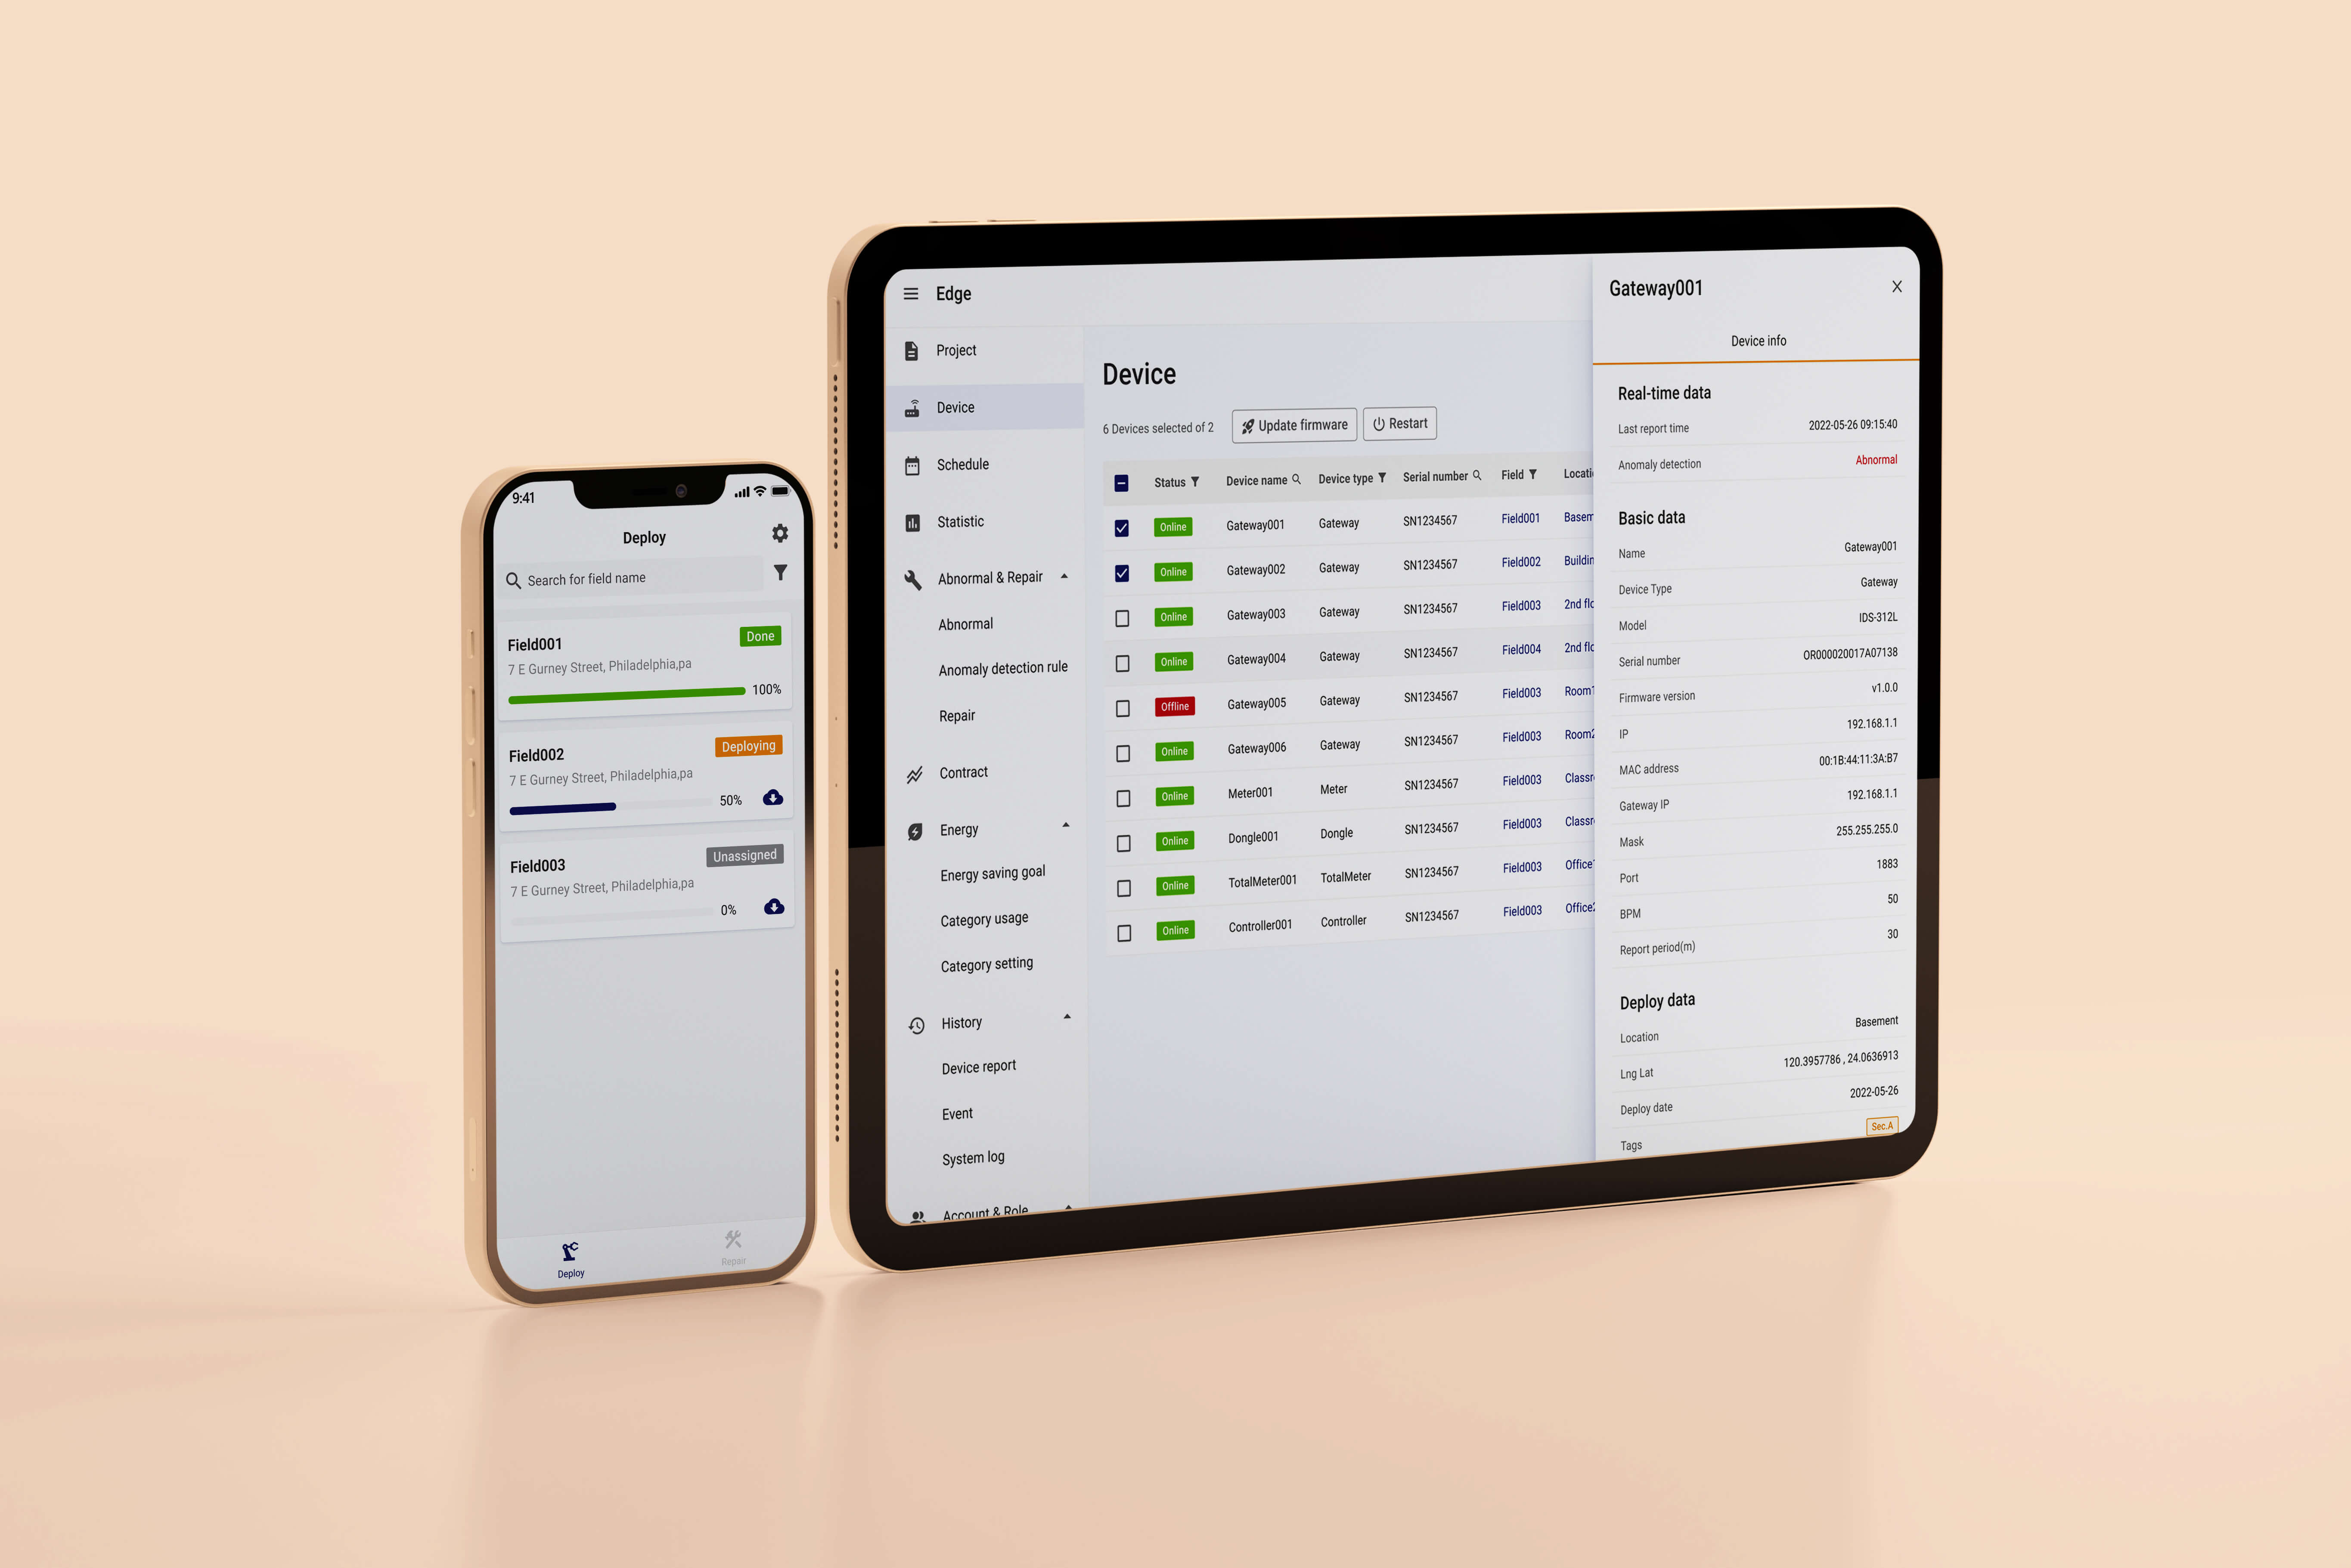 9:41
Deploy
Search for field name
Field001 Done
7 E Gurney Street, Philadelphia,pa
100%
Field002 Deploying
7 E Gurney Street, Philadelphia,pa
50%
Field003 Unassigned
7 E Gurney Street, Philadelphia,pa
0%
Deploy Repair
Edge
Project
Device
Schedule
Statistic
Abnormal & Repair
Abnormal
Anomaly detection rule
Repair
Contract
Energy
Energy saving goal
Category usage
Category setting
History
Device report
Event
System log
Account & Role
Device
6 Devices selected of 2 Update firmware Restart
Status Device name Device type Serial number Field Locati
Online Gateway001 Gateway SN1234567 Field001 Basem
Online Gateway002 Gateway SN1234567 Field002 Buildin
Online Gateway003 Gateway SN1234567 Field003 2nd flo
Online Gateway004 Gateway SN1234567 Field004 2nd flo
Offline Gateway005 Gateway SN1234567 Field003 Room1
Online Gateway006 Gateway SN1234567 Field003 Room2
Online Meter001 Meter SN1234567 Field003 Classr
Online Dongle001 Dongle SN1234567 Field003 Classr
Online TotalMeter001 TotalMeter SN1234567 Field003 Office1
Online Controller001 Controller SN1234567 Field003 Office2
Gateway001 X
Device info
Real-time data
Last report time 2022-05-26 09:15:40
Anomaly detection Abnormal
Basic data
Name Gateway001
Device Type Gateway
Model IDS-312L
Serial number OR000020017A07138
Firmware version v1.0.0
IP 192.168.1.1
MAC address 00:1B:44:11:3A:B7
Gateway IP 192.168.1.1
Mask 255.255.255.0
Port 1883
BPM 50
Report period(m) 30
Deploy data
Location Basement
Lng Lat 120.3957786 , 24.0636913
Deploy date 2022-05-26
Tags Sec.A